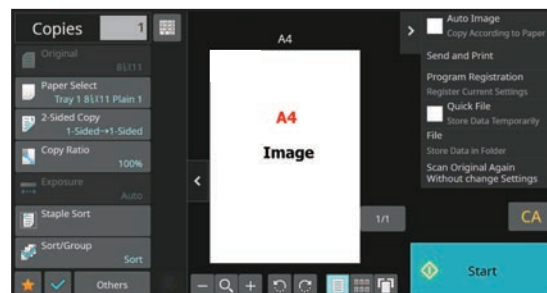 Copies 1
Original
8½X11
Paper Select
Tray 1 8½X11 Plain 1
2-Sided Copy
1-Sided→1-Sided
Copy Ratio
100%
Exposure
Auto
Staple Sort
Sort/Group
Sort
Others
A4
A4
Image
1/1
Auto Image
Copy According to Paper
Send and Print
Program Registration
Register Current Settings
Quick File
Store Data Temporarily
File
Store Data in Folder
Scan Original Again
Without change Settings
CA
Start